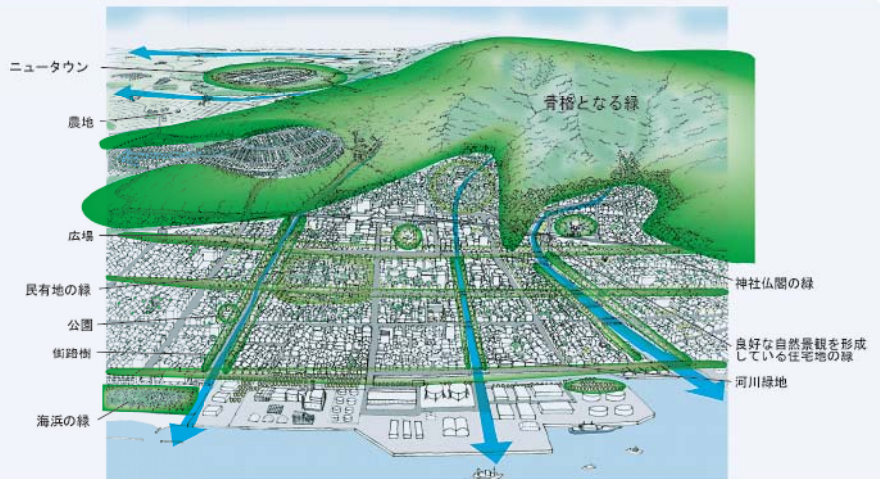 ニュータウン
農地
骨格となる緑
広場
民有地の緑
公園
街路樹
海浜の緑
神社仏閣の緑
良好な自然景観を形成
している住宅地の緑
河川緑地